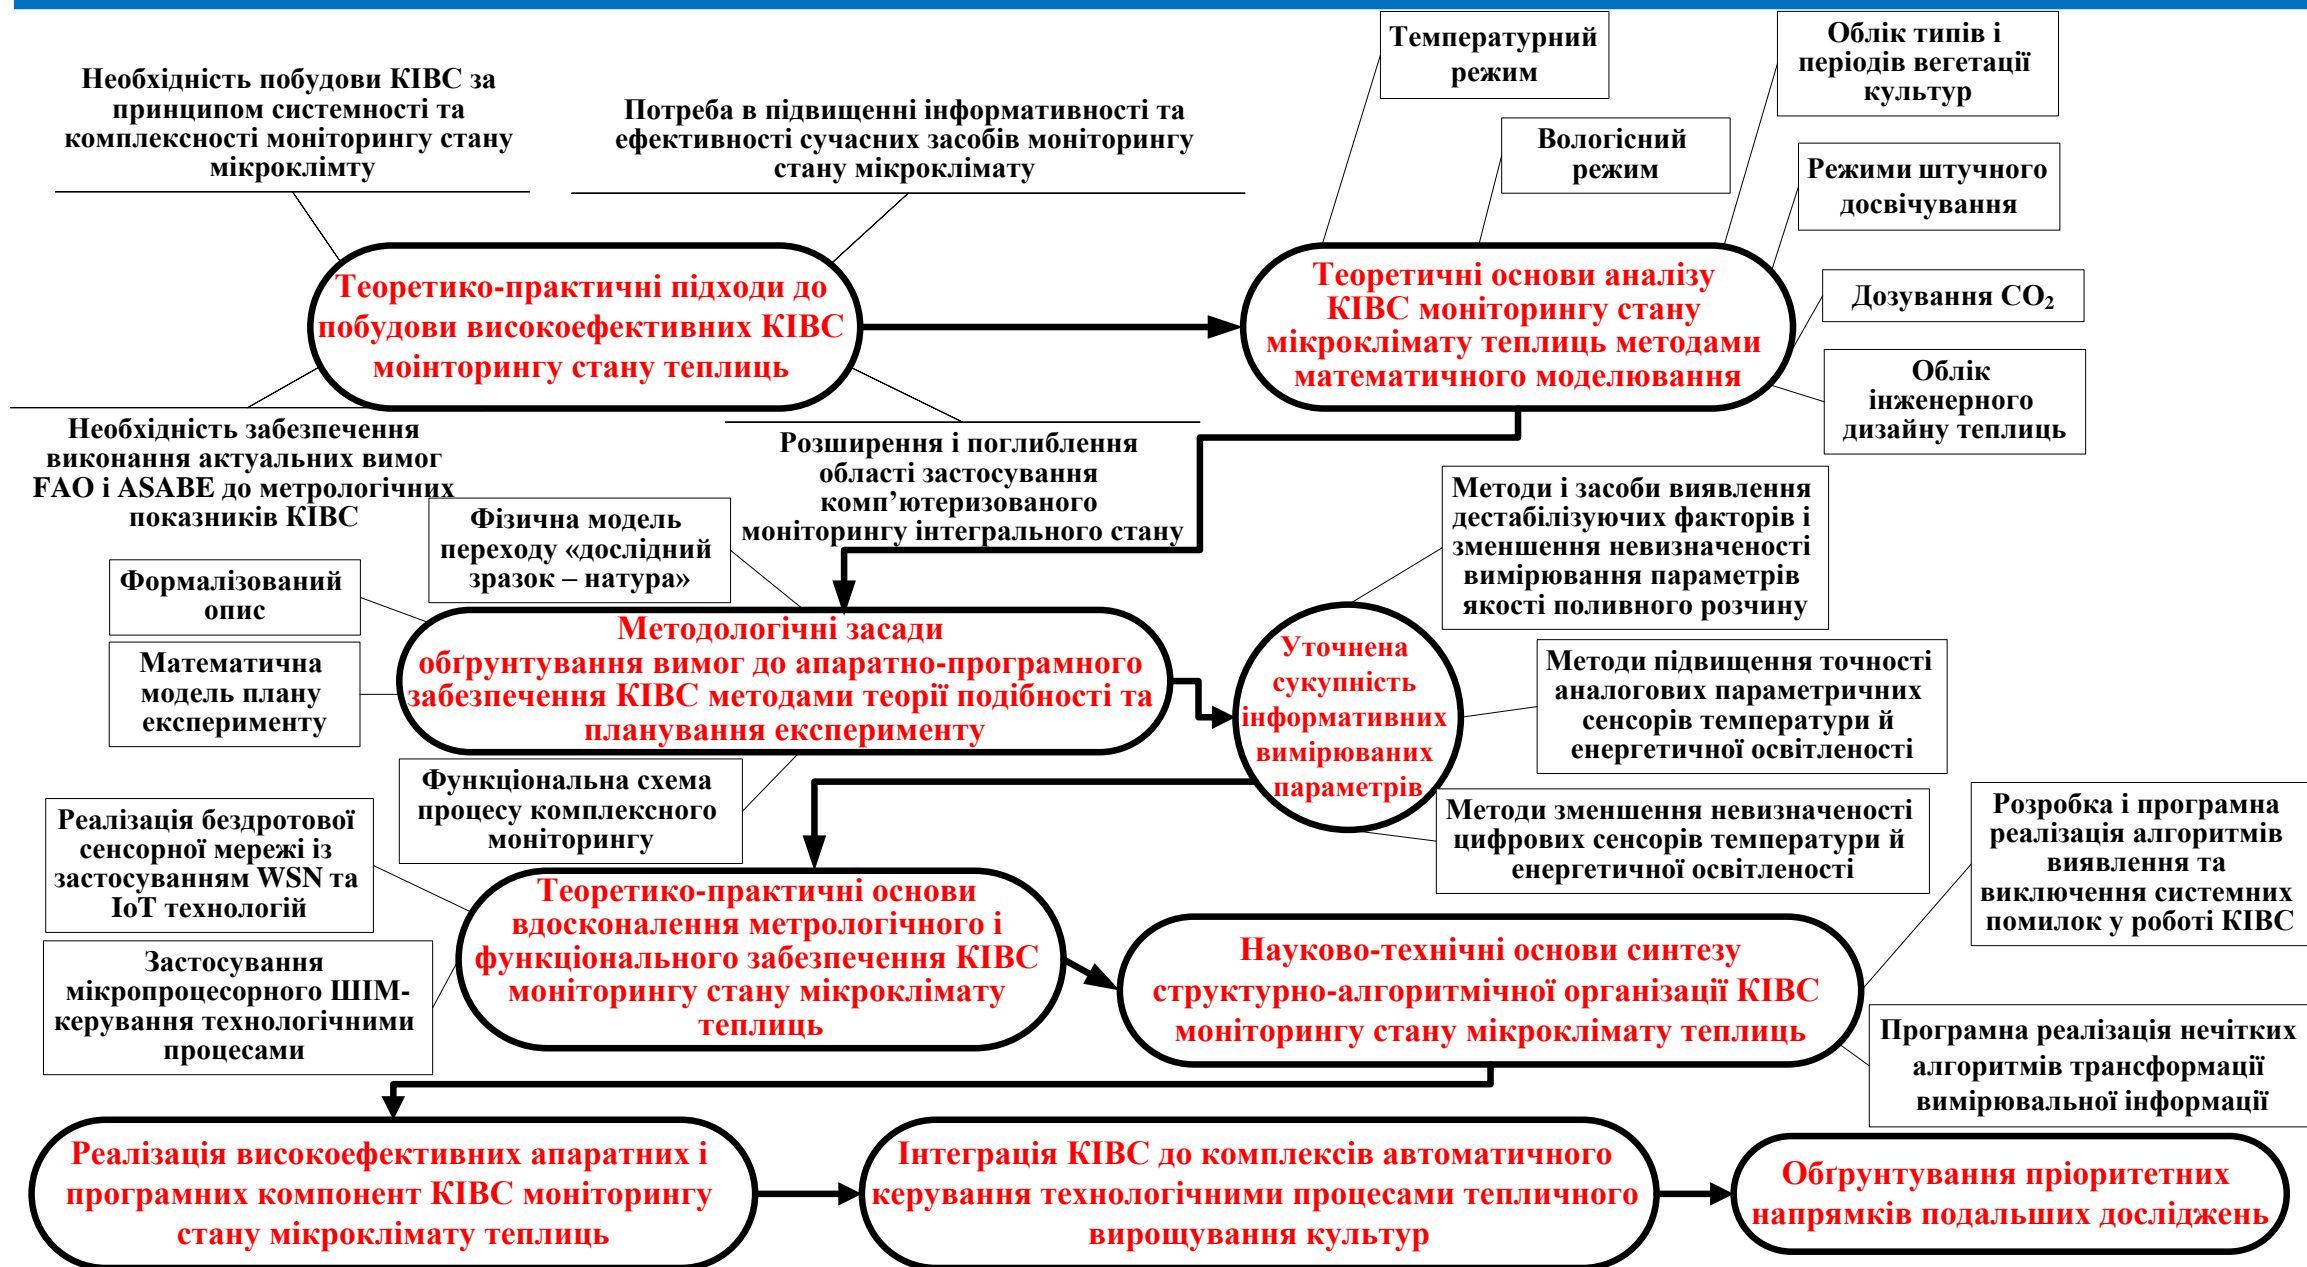 Необхідність побудови КІВС за
принципом системності та
комплексності моніторингу стану
мікроклімту
Потреба в підвищенні інформативності та
ефективності сучасних засобів моніторингу
стану мікроклімату
Температурний
режим
Вологісний
режим
Облік типів і
періодів вегетації
культур
Режими штучного
досвічування
Дозування CO₂
Облік
інженерного
дизайну теплиць
Теоретико-практичні підходи до
побудови високоефективних КІВС
моінторингу стану теплиць
Теоретичні основи аналізу
КІВС моніторингу стану
мікроклімату теплиць методами
математичного моделювання
Необхідність забезпечення
виконання актуальних вимог
FAO і ASABE до метрологічних
показників КІВС
Розширення і поглиблення
області застосування
комп’ютеризованого
моніторингу інтегрального стану
Фізична модель
переходу «дослідний
зразок – натура»
Формалізований
опис
Математична
модель плану
експерименту
Методологічні засади
обґрунтування вимог до апаратно-програмного
забезпечення КІВС методами теорії подібності та
планування експерименту
Функціональна схема
процесу комплексного
моніторингу
Уточнена
сукупність
інформативних
вимірюваних
параметрів
Методи і засоби виявлення
дестабілізуючих факторів і
зменшення невизначеності
вимірювання параметрів
якості поливного розчину
Методи підвищення точності
аналогових параметричних
сенсорів температури й
енергетичної освітленості
Методи зменшення невизначеності
цифрових сенсорів температури й
енергетичної освітленості
Реалізація бездротової
сенсорної мережі із
застосуванням WSN та
IoT технологій
Застосування
мікропроцесорного ШІМ-
керування технологічними
процесами
Теоретико-практичні основи
вдосконалення метрологічного і
функціонального забезпечення КІВС
моніторингу стану мікроклімату
теплиць
Науково-технічні основи синтезу
структурно-алгоритмічної організації КІВС
моніторингу стану мікроклімату теплиць
Розробка і програмна
реалізація алгоритмів
виявлення та
виключення системних
помилок у роботі КІВС
Програмна реалізація нечітких
алгоритмів трансформації
вимірювальної інформації
Реалізація високоефективних апаратних і
програмних компонент КІВС моніторингу
стану мікроклімату теплиць
Інтеграція КІВС до комплексів автоматичного
керування технологічними процесами тепличного
вирощування культур
Обґрунтування пріоритетних
напрямків подальших досліджень